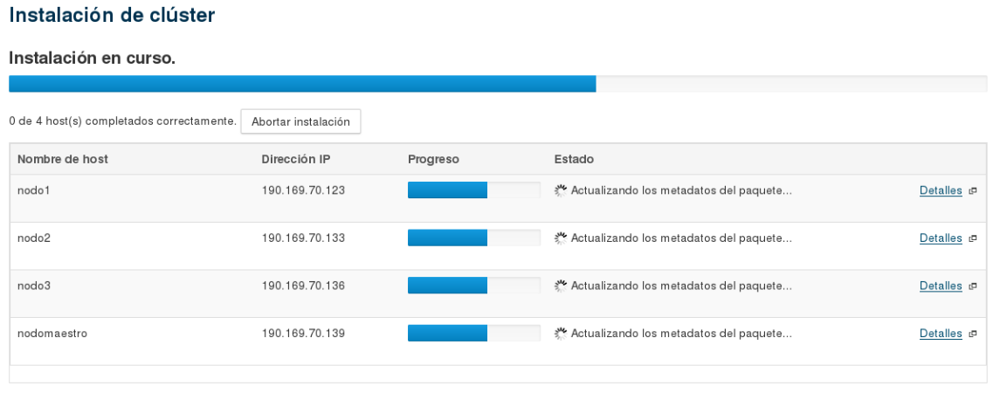 Instalación de clúster
Instalación en curso.
0 de 4 host(s) completados correctamente. Abortar instalación
Nombre de host Dirección IP Progreso Estado
nodo1 190.169.70.123 Actualizando los metadatos del paquete... Detalles
nodo2 190.169.70.133 Actualizando los metadatos del paquete... Detalles
nodo3 190.169.70.136 Actualizando los metadatos del paquete... Detalles
nodomaestro 190.169.70.139 Actualizando los metadatos del paquete... Detalles